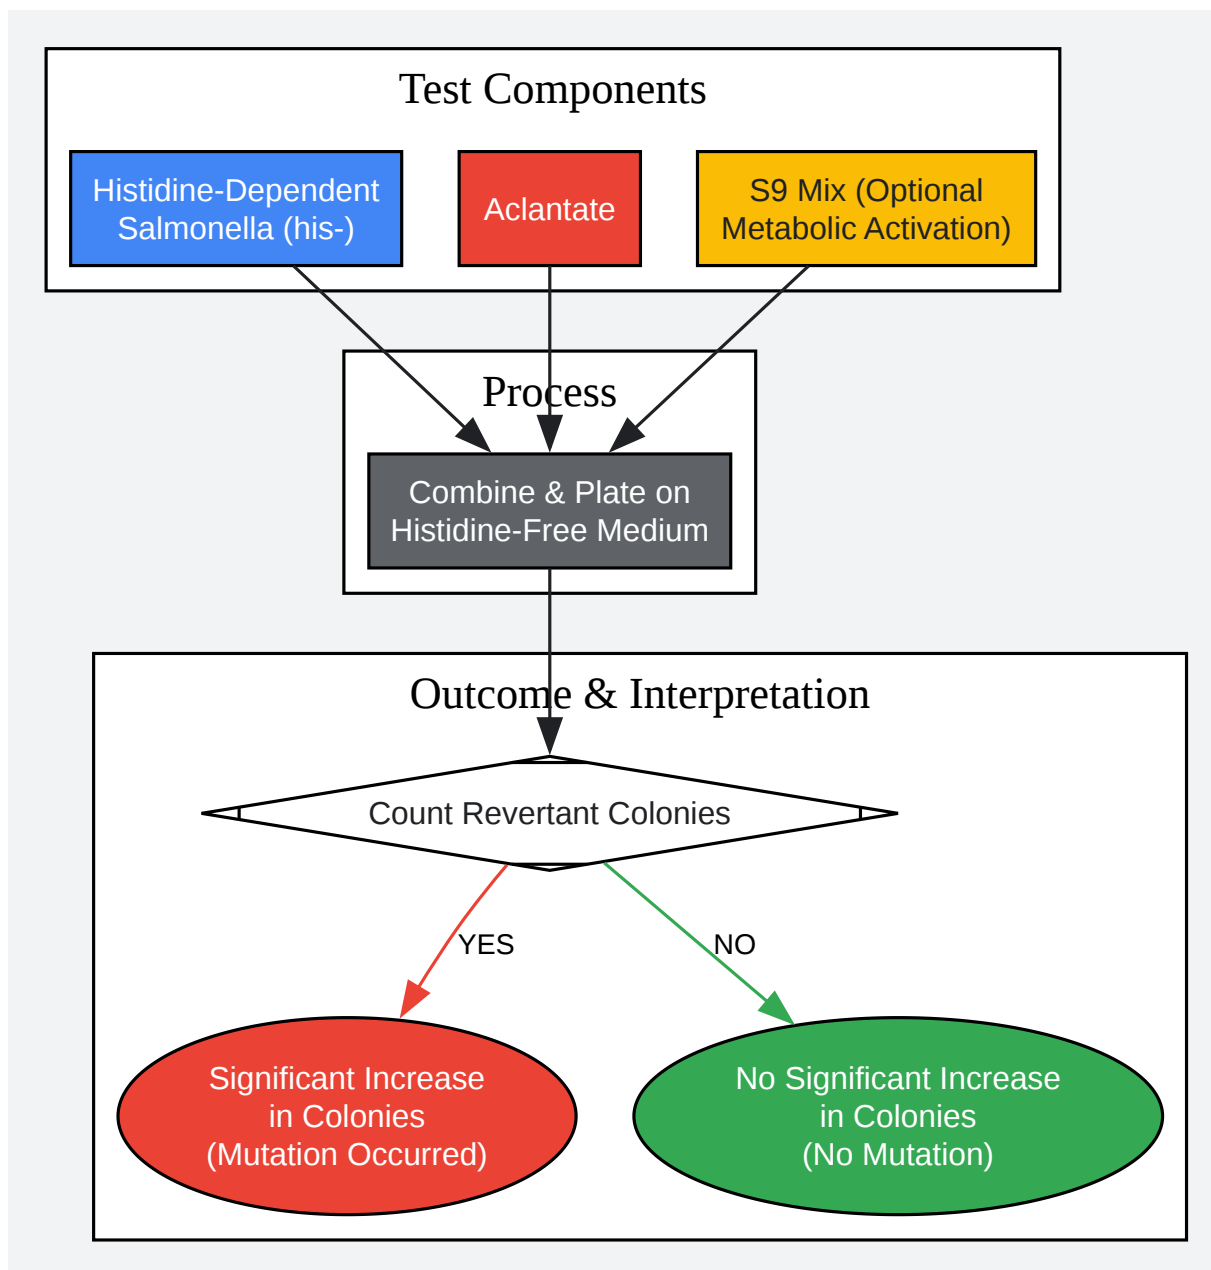 Test Components
Histidine-Dependent
Salmonella (his-)
Aclantate
S9 Mix (Optional
Metabolic Activation)
Process
Combine & Plate on
Histidine-Free Medium
Outcome & Interpretation
Count Revertant Colonies
YES
NO
Significant Increase
in Colonies
(Mutation Occurred)
No Significant Increase
in Colonies
(No Mutation)